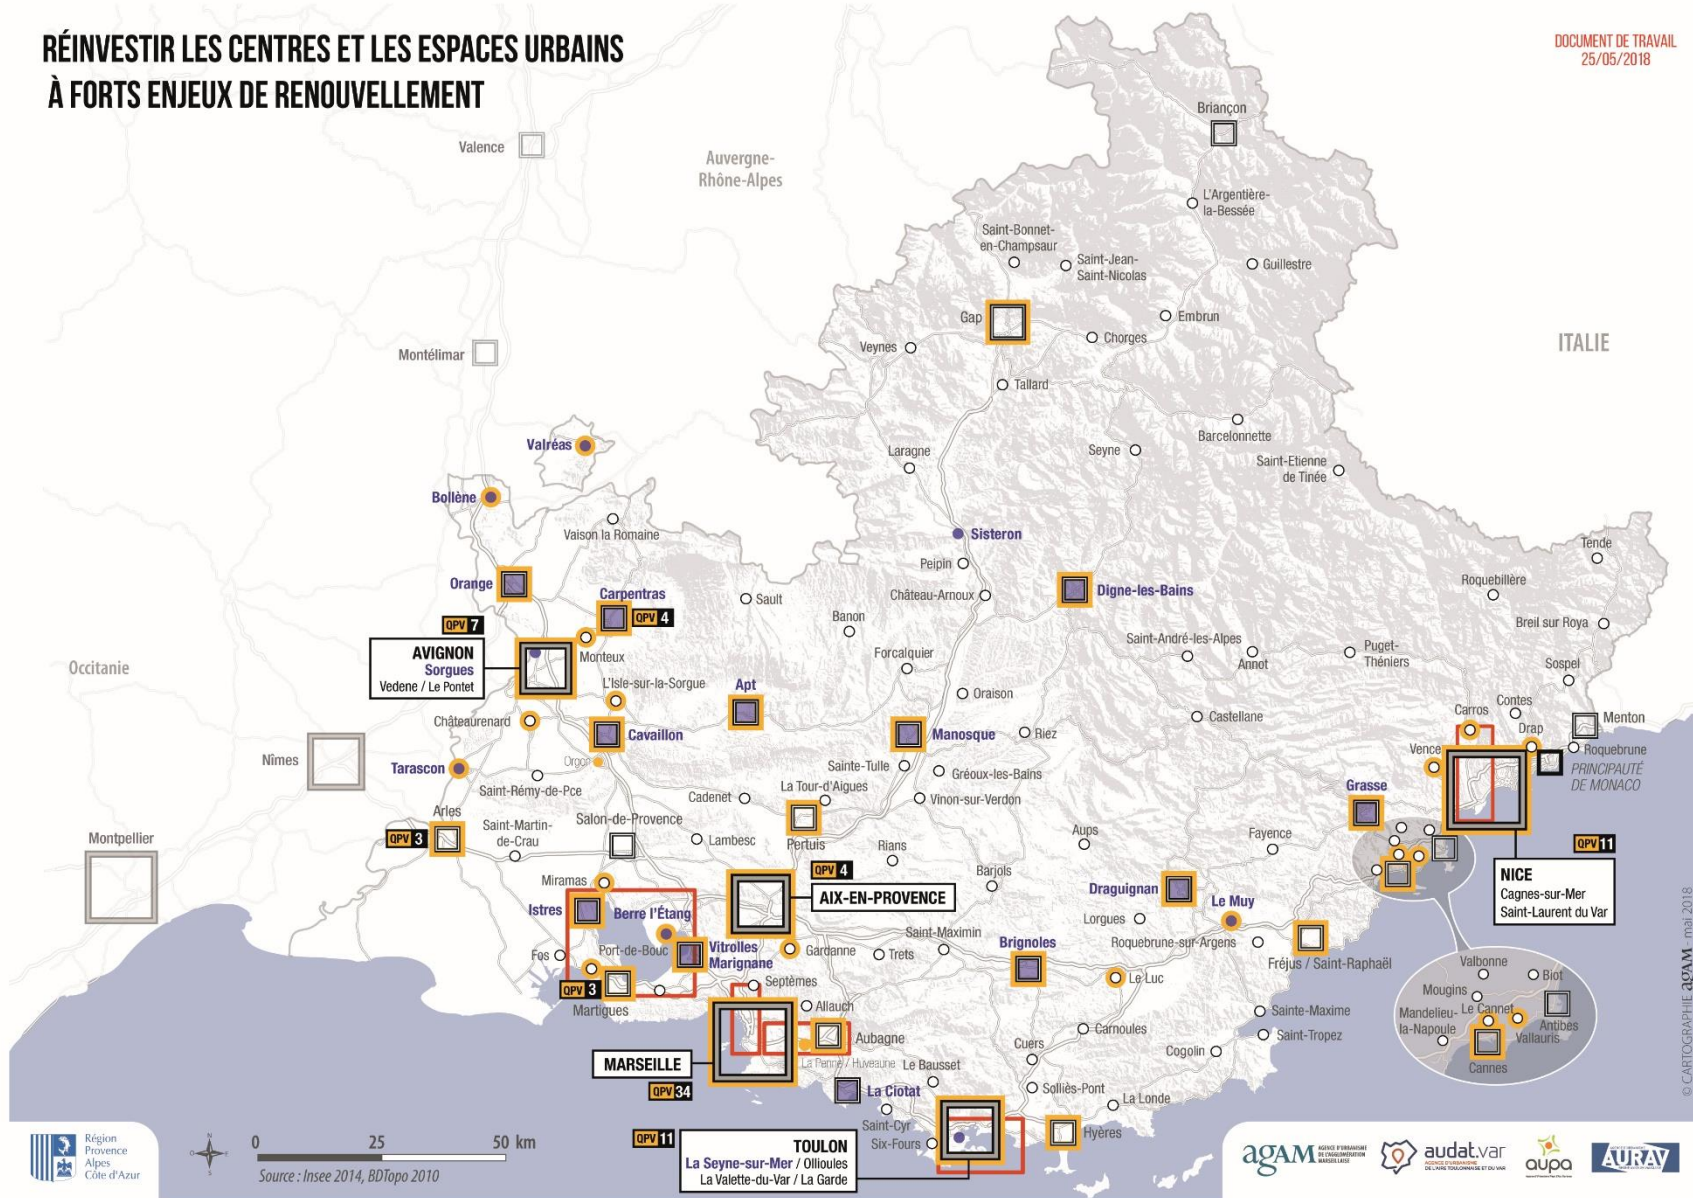 RÉINVESTIR LES CENTRES ET LES ESPACES URBAINS
À FORTS ENJEUX DE RENOUVELLEMENT
DOCUMENT DE TRAVAIL
25/05/2018
Briançon
Valence
Auvergne-
Rhône-Alpes
L'Argentière-
la-Bessée
Saint-Bonnet-
en-Champsaur
Saint-Jean-
Saint-Nicolas
Guillestre
Gap
Embrun
Chorges
Veynes
ITALIE
Montélimar
Tallard
Barcelonnette
Valréas
Laragne
Seyne
Saint-Etienne
de Tinée
Bollène
Vaison la Romaine
Sisteron
Tende
Peipin
Orange
Carpentras
Roquebillère
Digne-les-Bains
Château-Arnoux
Sault
QPV 4
Banon
QPV 7
Breil sur Roya
Saint-André-les-Alpes
AVIGNON
Sorgues
Vedene / Le Pontet
Monteux
Forcalquier
Annot
Puget-
Théniers
Sospel
Occitanie
L'Isle-sur-la-Sorgue
Apt
Oraison
Contes
Carros
Châteaurenard
Castellane
Menton
Drap
Cavaillon
Manosque
Riez
Vence
Roquebrune
Nîmes
Orgon
Tarascon
Sainte-Tulle
Gréoux-les-Bains
PRINCIPAUTÉ
DE MONACO
Saint-Rémy-de-Pce
La Tour-d'Aigues
Cadenet
Vinon-sur-Verdon
Grasse
Arles
Salon-de-Provence
Saint-Martin-
de-Crau
QPV 3
Montpellier
Lambesc
Pertuis
Rians
Aups
Fayence
QPV 11
NICE
Cagnes-sur-Mer
Saint-Laurent du Var
Miramas
QPV 4
AIX-EN-PROVENCE
Barjols
Draguignan
Le Muy
Istres
Berre l'Étang
Lorgues
Saint-Maximin
Roquebrune-sur-Argens
Port-de-Bouc
Vitrolles
Marignane
Gardanne
Trets
Brignoles
Fos
Fréjus / Saint-Raphaël
Valbonne
Biot
Le Luc
QPV 3
Septèmes
Martigues
Allauch
Mougins
Mandelieu-
la-Napoule
Le Cannet
Antibes
Vallauris
Cannes
Sainte-Maxime
Saint-Tropez
Carnoules
Aubagne
La Penne / Huveaune
Cuers
Cogolin
MARSEILLE
Le Bausset
QPV 34
La Ciotat
Solliès-Pont
La Londe
Saint-Cyr
Six-Fours
Hyères
QPV 11
TOULON
La Seyne-sur-Mer / Ollioules
La Valette-du-Var / La Garde
Région
Provence
Alpes
Côte d'Azur
N
O
E
S
0 25 50 km
Source : Insee 2014, BDTopo 2010
agAM AGENCE D'URBANISME
DE L'AGGLOMÉRATION
MARSEILLAISE
audat.var
AGENCE D'URBANISME
DE L'AIRE TOULONNAISE ET DU VAR
aupa
AURAV
© CARTOGRAPHIE agAM - mai 2018